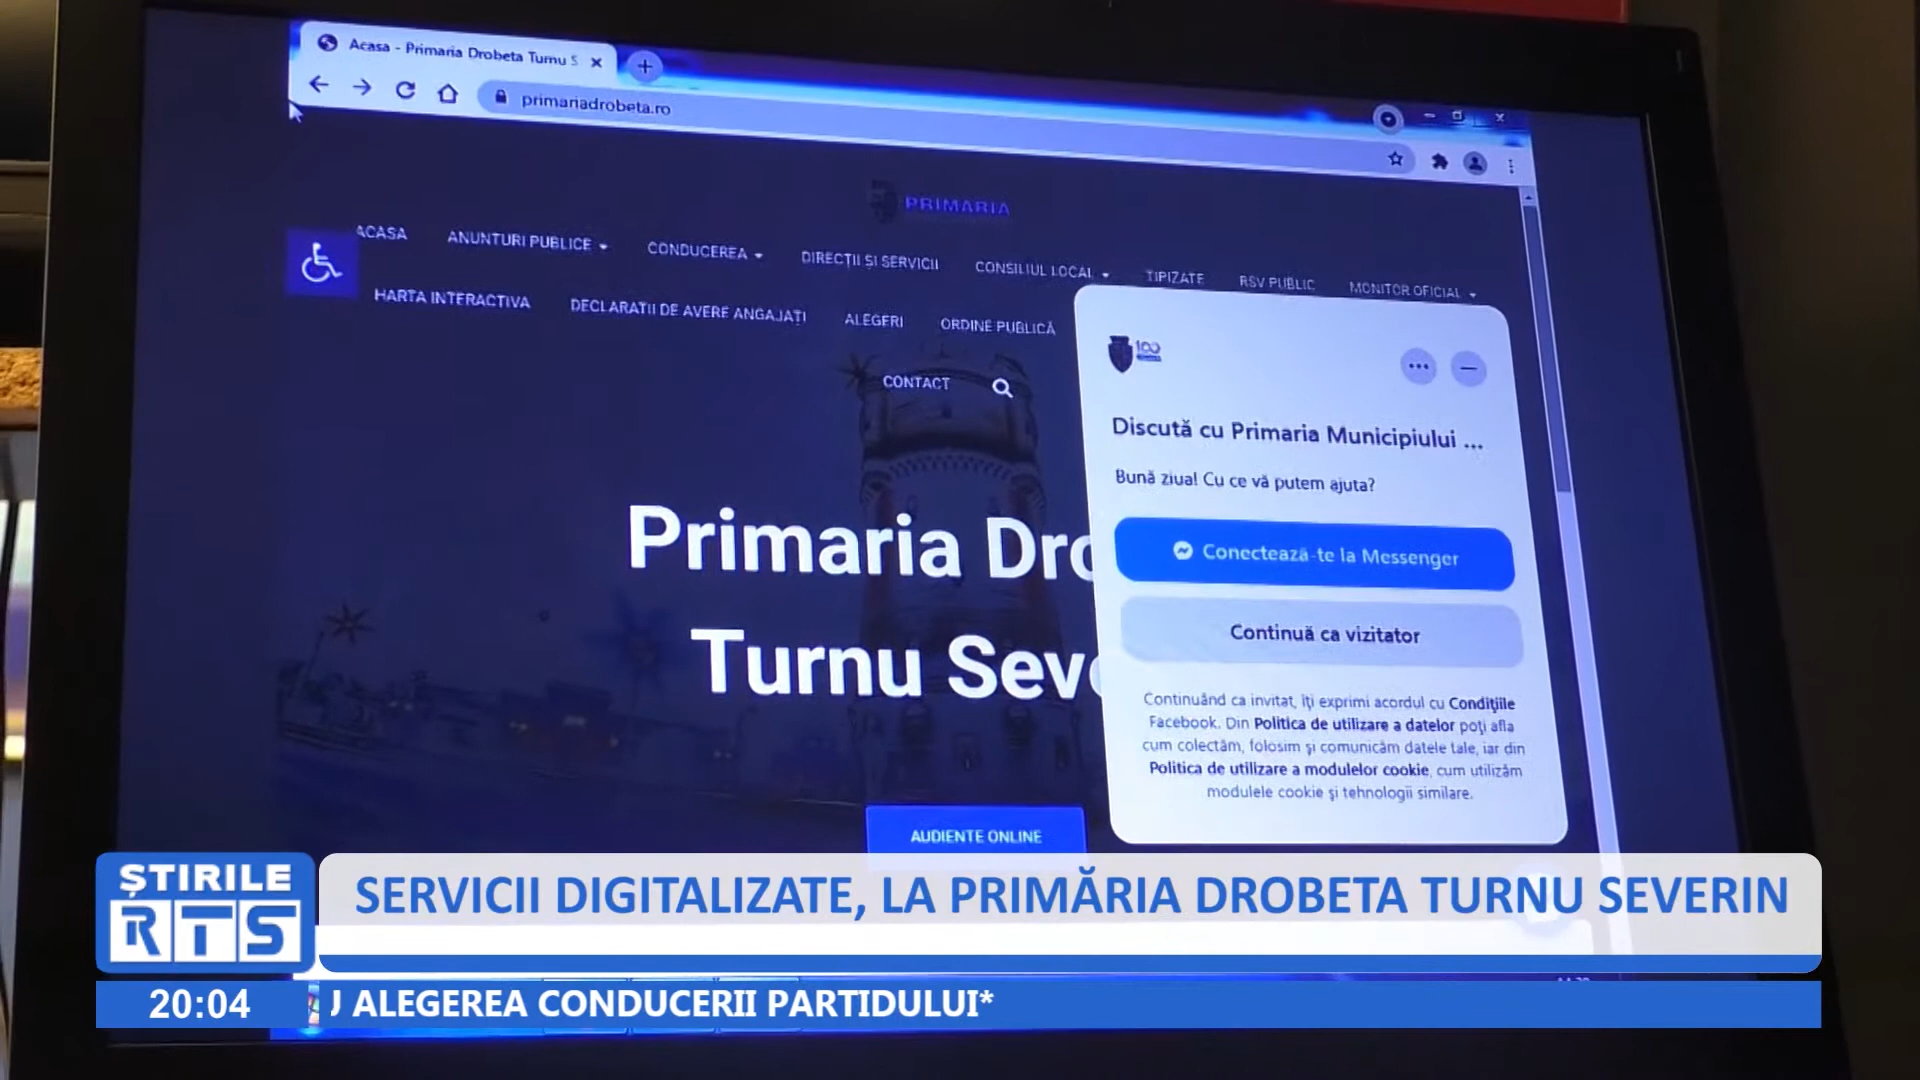 Acasa - Primaria Drobeta Turnu S
primariadrobeta.ro
PRIMARIA
ACASA ANUNTURI PUBLICE CONDUCEREA DIRECȚII ȘI SERVICII CONSILIUL LOCAL TIPIZATE RSV PUBLIC MONITOR OFICIAL
HARTA INTERACTIVA DECLARATII DE AVERE ANGAJAȚI ALEGERI ORDINE PUBLICĂ
CONTACT
Primaria Dro
Turnu Seve
AUDIENTE ONLINE
100
Discută cu Primaria Municipiului ...
Bună ziua! Cu ce vă putem ajuta?
Conectează-te la Messenger
Continuă ca vizitator
Continuând ca invitat, îți exprimi acordul cu Condițiile
Facebook. Din Politica de utilizare a datelor poți afla
cum colectăm, folosim și comunicăm datele tale, iar din
Politica de utilizare a modulelor cookie, cum utilizăm
modulele cookie și tehnologii similare.
ȘTIRILE
RTS
SERVICII DIGITALIZATE, LA PRIMĂRIA DROBETA TURNU SEVERIN
20:04
ALEGEREA CONDUCERII PARTIDULUI*